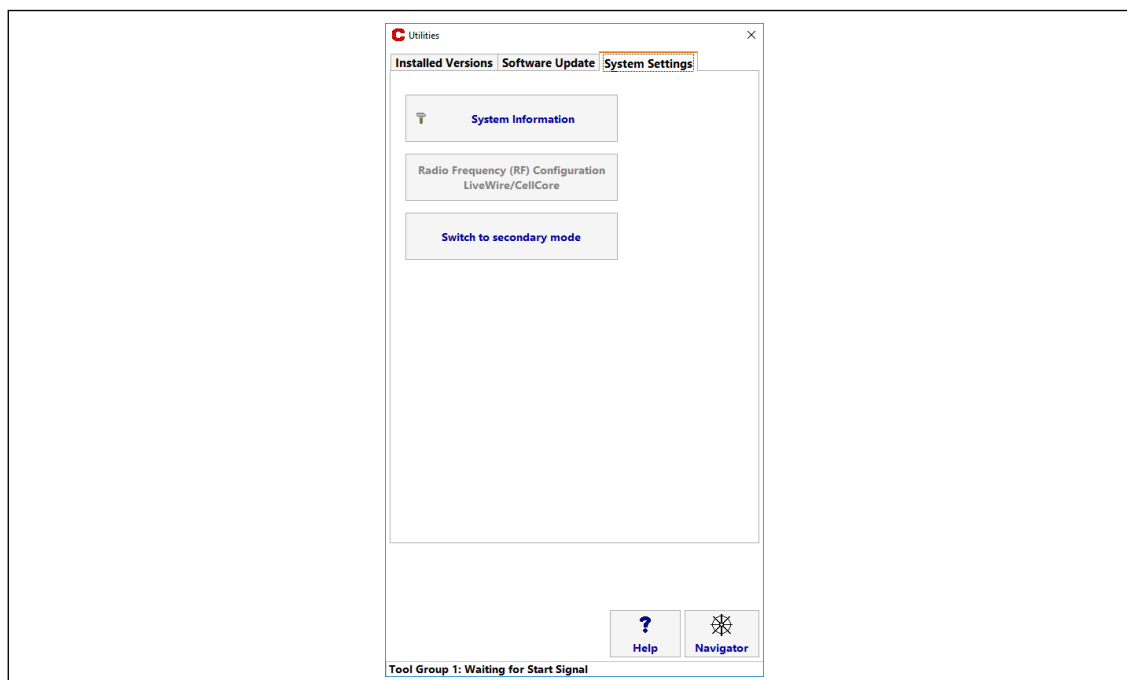 Utilities
Installed Versions Software Update System Settings
System Information
Radio Frequency (RF) Configuration
LiveWire/CellCore
Switch to secondary mode
?
Help Navigator
Tool Group 1: Waiting for Start Signal